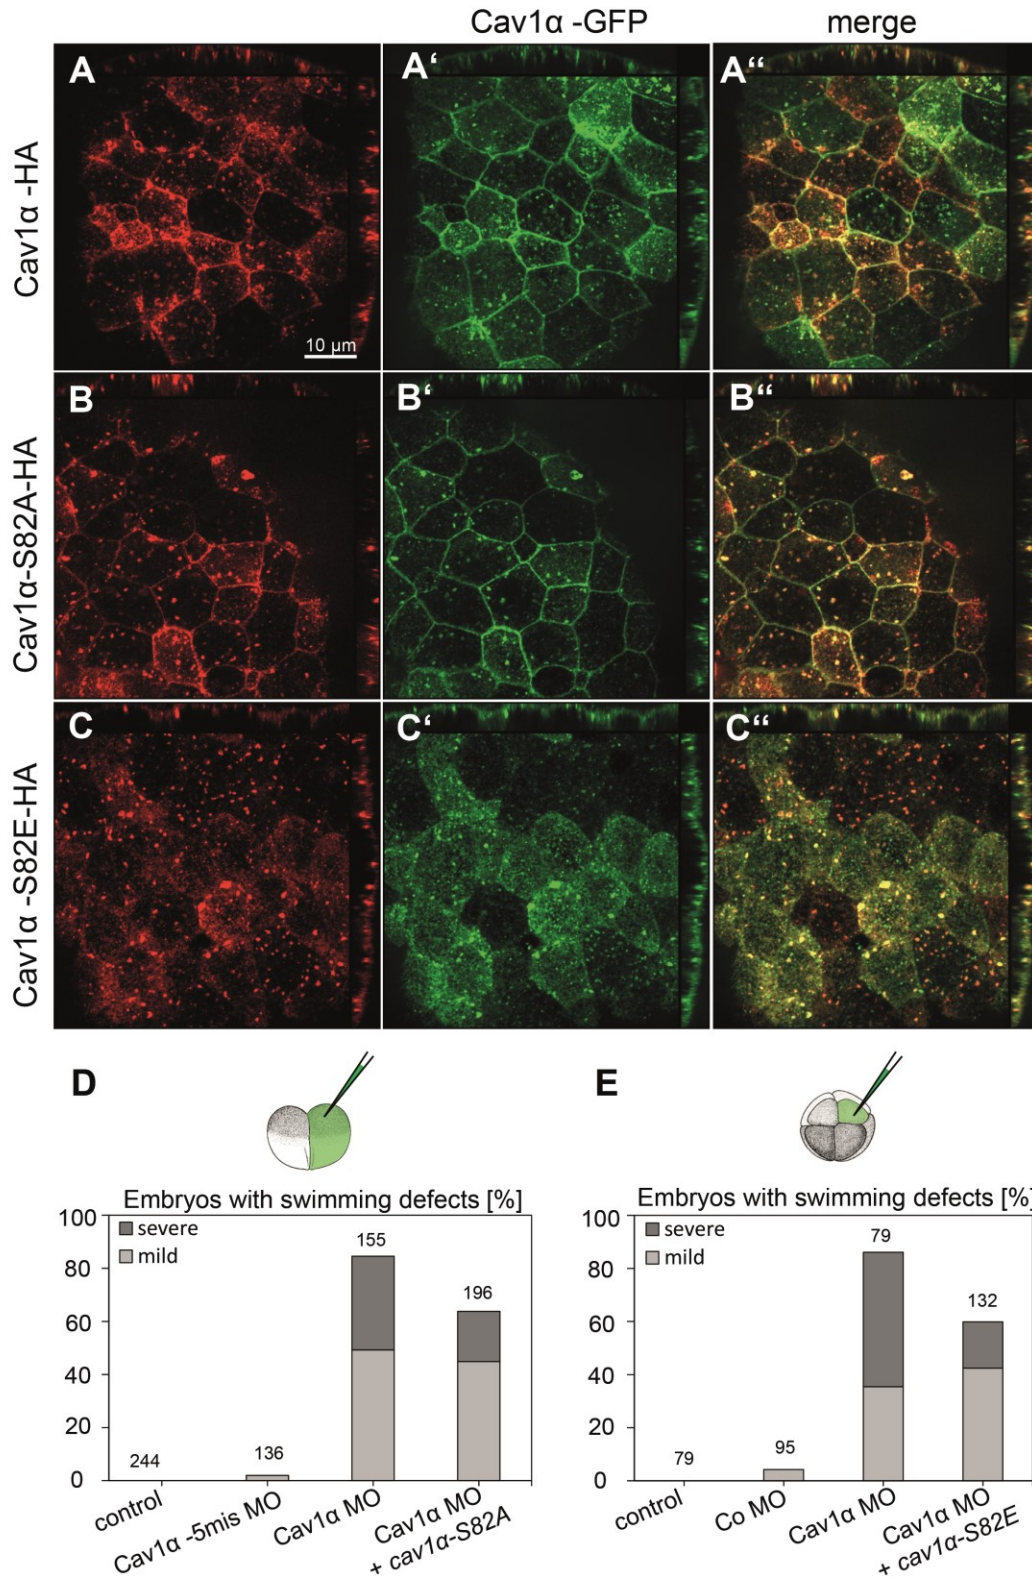 Cav1α -GFP
merge
Cav1α -HA
A
A‘
A“
10 µm
Cav1α-S82A-HA
B
B‘
B“
Cav1α -S82E-HA
C
C‘
C“
D
Embryos with swimming defects [%]
100
80
60
40
20
0
severe
mild
244
136
155
196
control
Cav1α -5mis MO
Cav1α MO
Cav1α MO
+ cav1α-S82A
E
Embryos with swimming defects [%]
100
80
60
40
20
0
severe
mild
79
95
79
132
control
Co MO
Cav1α MO
Cav1α MO
+ cav1α-S82E